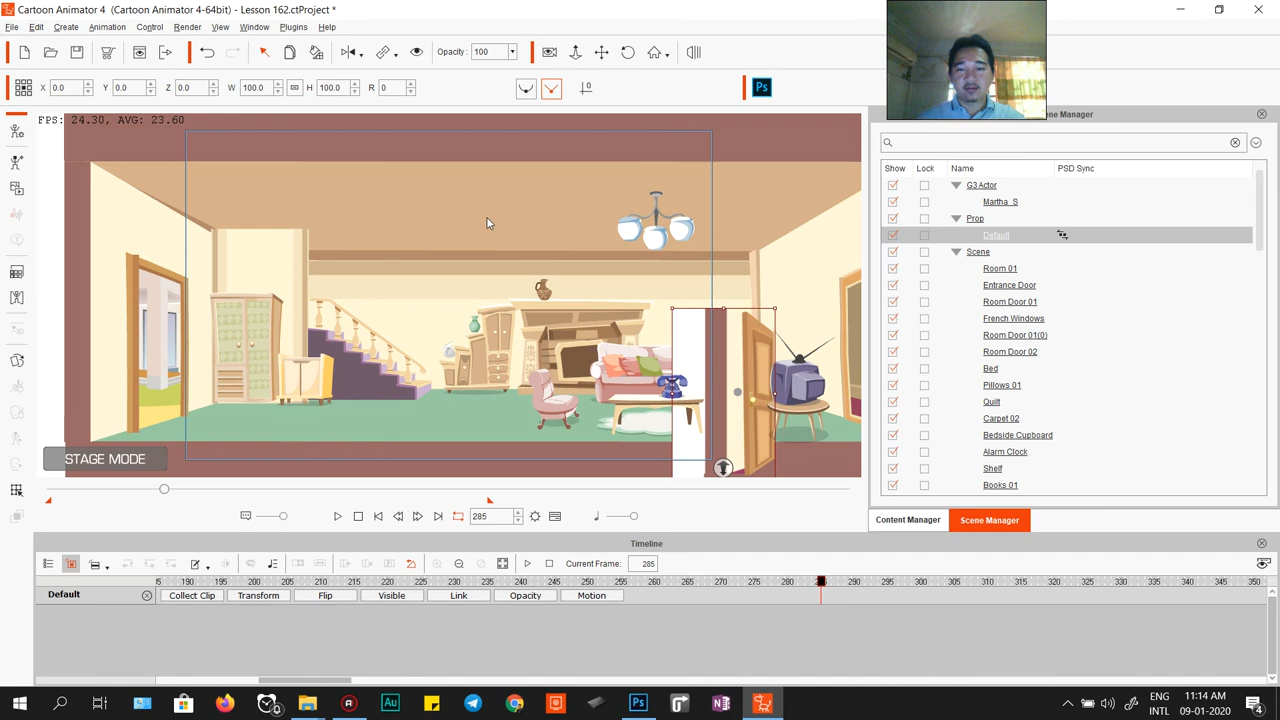 Cartoon Animator 4 (Cartoon Animator 4-64bit) - Lesson 162.ctProject *
File Edit Create Animation Control Render View Window Plugins Help
Opacity : 100
X 0.0 Y 0.0 Z 0.0 W 100.0 H 100.0 R 0 Ps
FPS: 24.30, AVG: 23.60
STAGE MODE
285
Scene Manager
Show Lock Name PSD Sync
G3 Actor
Martha_S
Prop
Default
Scene
Room 01
Entrance Door
Room Door 01
French Windows
Room Door 01(0)
Room Door 02
Bed
Pillows 01
Quilt
Carpet 02
Bedside Cupboard
Alarm Clock
Shelf
Books 01
Content Manager Scene Manager
Timeline
Current Frame: 285
190 195 200 205 210 215 220 225 230 235 240 245 250 255 260 265 270 275 280 290 295 300 305 310 315 320 325 330 335 340 345 350
Default Collect Clip Transform Flip Visible Link Opacity Motion
Au Ps
ENG 11:14 AM
INTL 09-01-2020
4